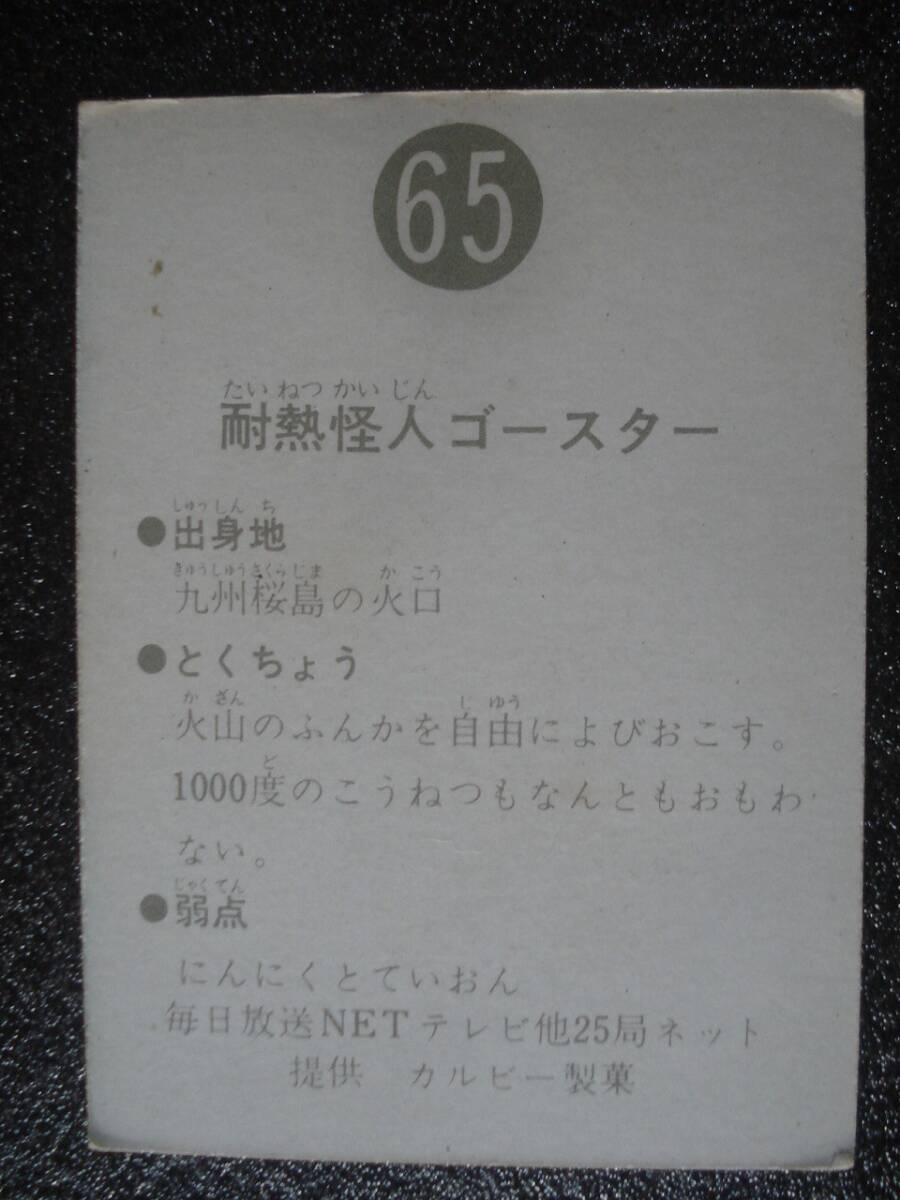 65
たいねつかいじん
耐熱怪人ゴースター
しゅっしんち
●出身地
きゅうしゅうさくらじま かこう
九州桜島の火口
●とくちょう
かざん じゆう
火山のふんかを自由によびおこす。
ど
1000度のこうねつもなんともおもわ
ない。
じゃくてん
●弱点
にんにくとていおん
毎日放送NETテレビ他25局ネット
提供 カルビー製菓